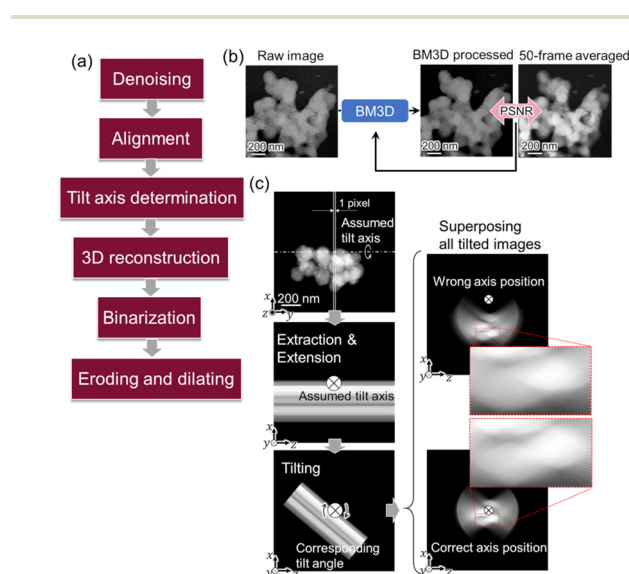 (a)
Denoising
Alignment
Tilt axis determination
3D reconstruction
Binarization
Eroding and dilating
(b)
Raw image
BM3D processed
50-frame averaged
BM3D
PSNR
200 nm
200 nm
200 nm
(c)
1 pixel
Assumed
tilt axis
200 nm
x
z
y
Extraction &
Extension
Assumed tilt axis
x
y
z
Tilting
Corresponding
tilt angle
x
y
z
Superposing
all tilted images
Wrong axis position
x
y
z
Correct axis position
x
y
z